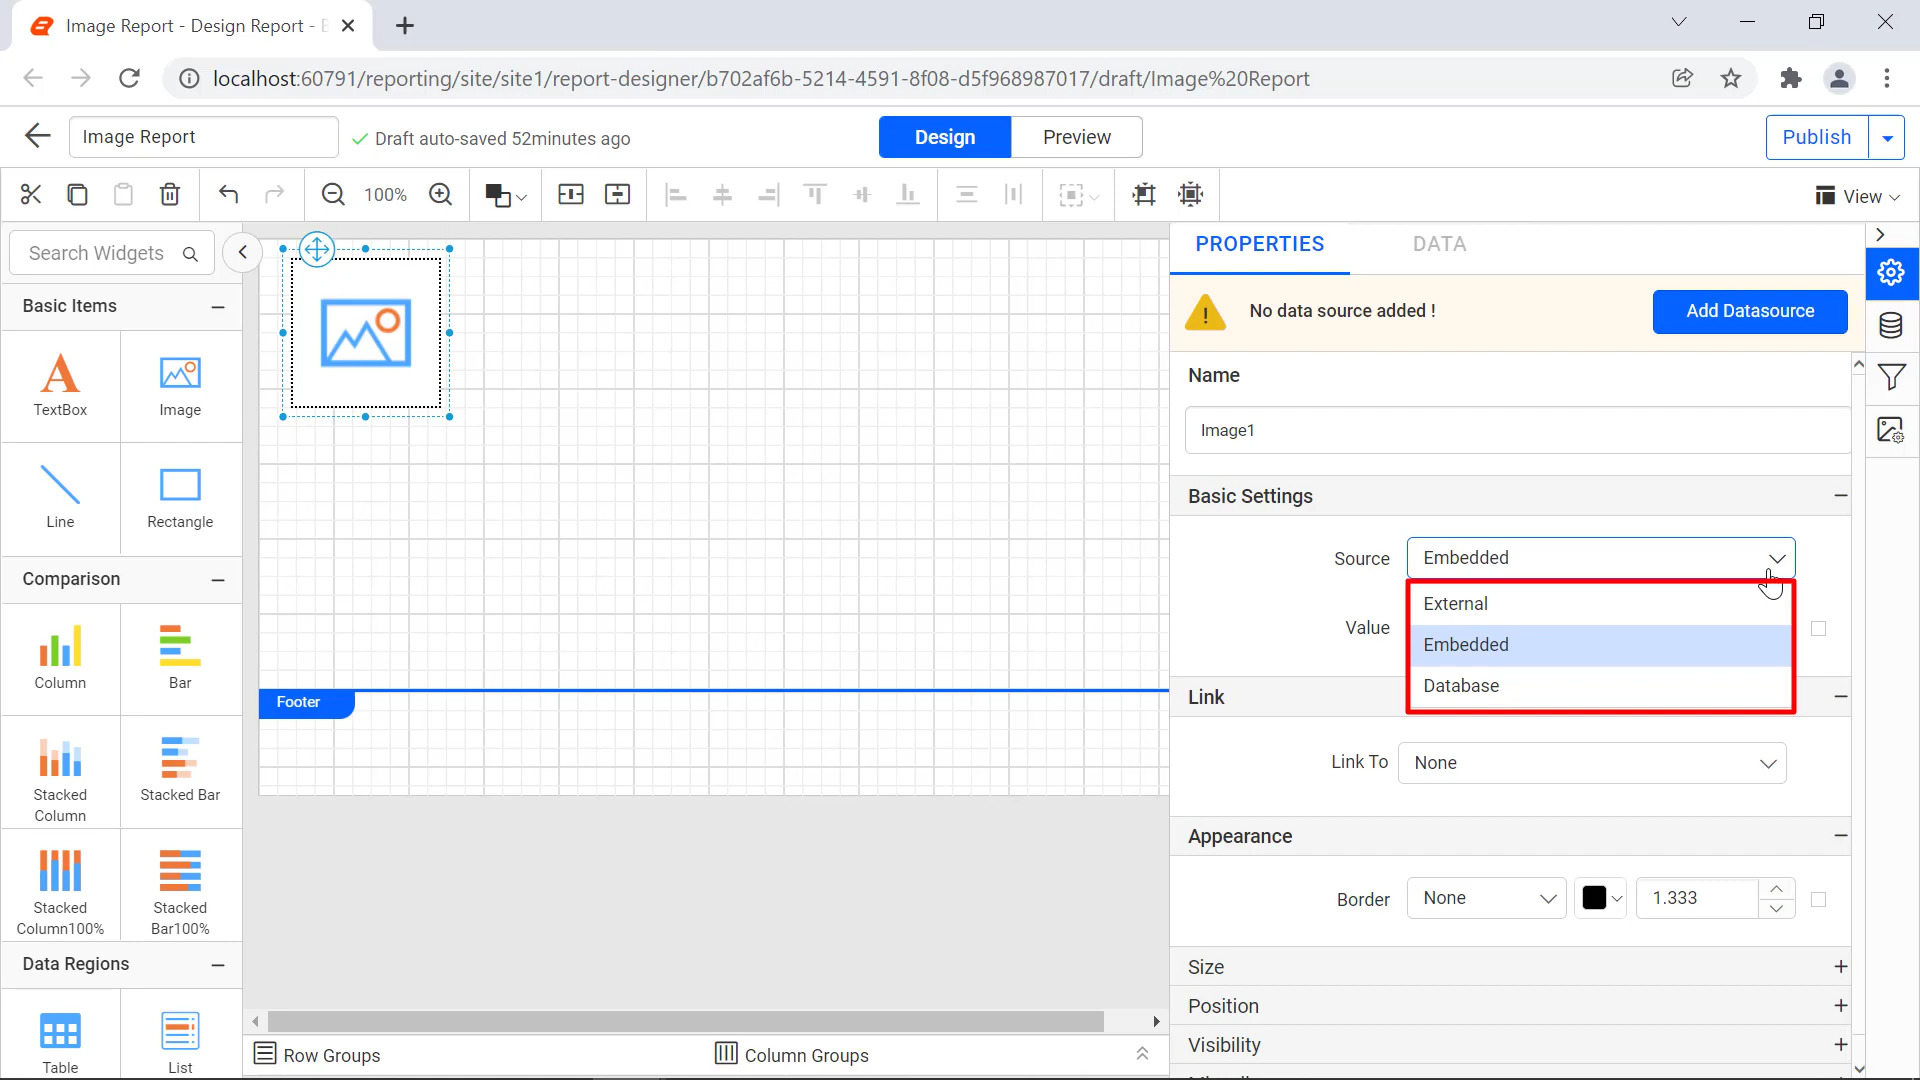 Image Report - Design Report -
localhost:60791/reporting/site/site1/report-designer/b702af6b-5214-4591-8f08-d5f968987017/draft/Image%20Report
Image Report
Draft auto-saved 52minutes ago
Design
Preview
Publish
100%
View
Search Widgets
Basic Items
TextBox
Image
Line
Rectangle
Comparison
Column
Bar
Stacked
Column
Stacked Bar
Stacked
Column100%
Stacked
Bar100%
Data Regions
Table
List
Footer
Row Groups
Column Groups
PROPERTIES
DATA
No data source added !
Add Datasource
Name
Image1
Basic Settings
Source
Embedded
External
Embedded
Database
Value
Link
Link To
None
Appearance
Border
None
1.333
Size
Position
Visibility